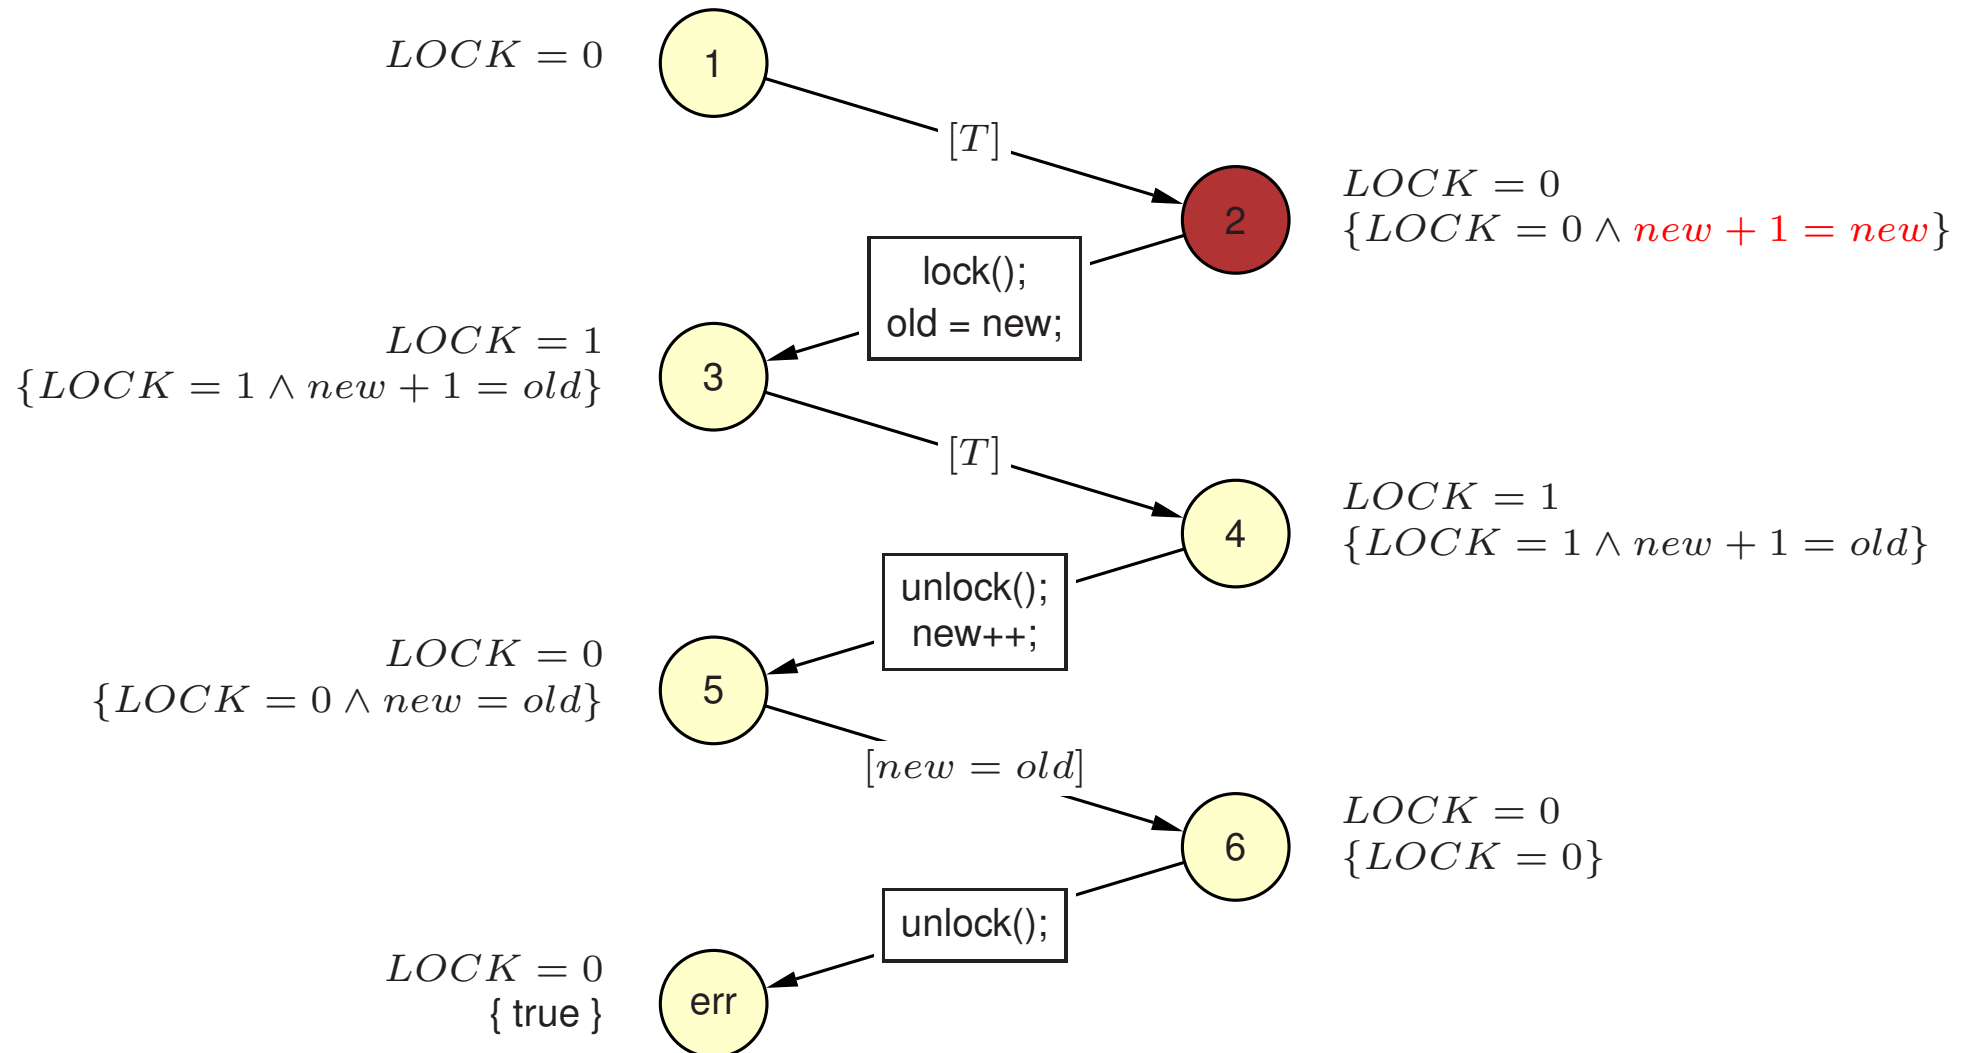 LOCK = 0
1
[T]
2
LOCK = 0
{LOCK = 0 ∧ new + 1 = new}
lock();
old = new;
LOCK = 1
{LOCK = 1 ∧ new + 1 = old}
3
[T]
4
LOCK = 1
{LOCK = 1 ∧ new + 1 = old}
unlock();
new++;
LOCK = 0
{LOCK = 0 ∧ new = old}
5
[new = old]
6
LOCK = 0
{LOCK = 0}
unlock();
LOCK = 0
{ true }
err